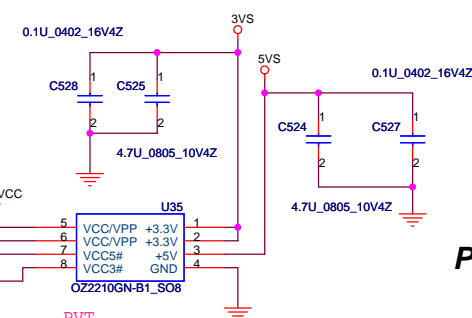 3VS
0.1U_0402_16V4Z
5VS
0.1U_0402_16V4Z
1
1
C528
C525
2
2
1
1
C524
C527
2
2
4.7U_0805_10V4Z
4.7U_0805_10V4Z
VCC
U35
5 VCC/VPP +3.3V 1
6 VCC/VPP +3.3V 2
7 VCC5# +5V 3
8 VCC3# GND 4
OZ2210GN-B1_SO8
P
PVT